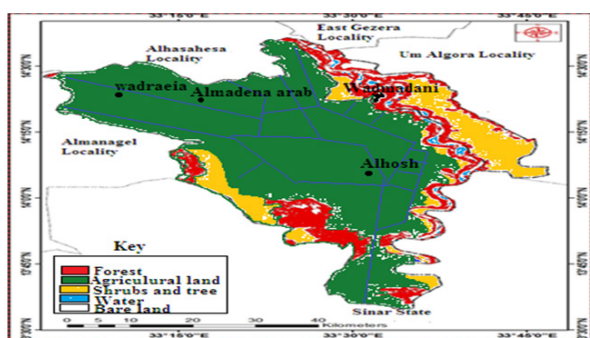 33°15'0"E 33°30'0"E 33°45'0"E
East Gezera
Locality
Alhasahesa
Locality
Um Algora Locality
wadraeia
Almadena arab
Wadmadani
Almanagel
Locality
Alhosh
Key
Forest
Agriculural land
Shrubs and tree
Water
Bare land
Sinar State
0 5 10 20 30 40
Kilometers
33°15'0"E 33°30'0"E 33°45'0"E